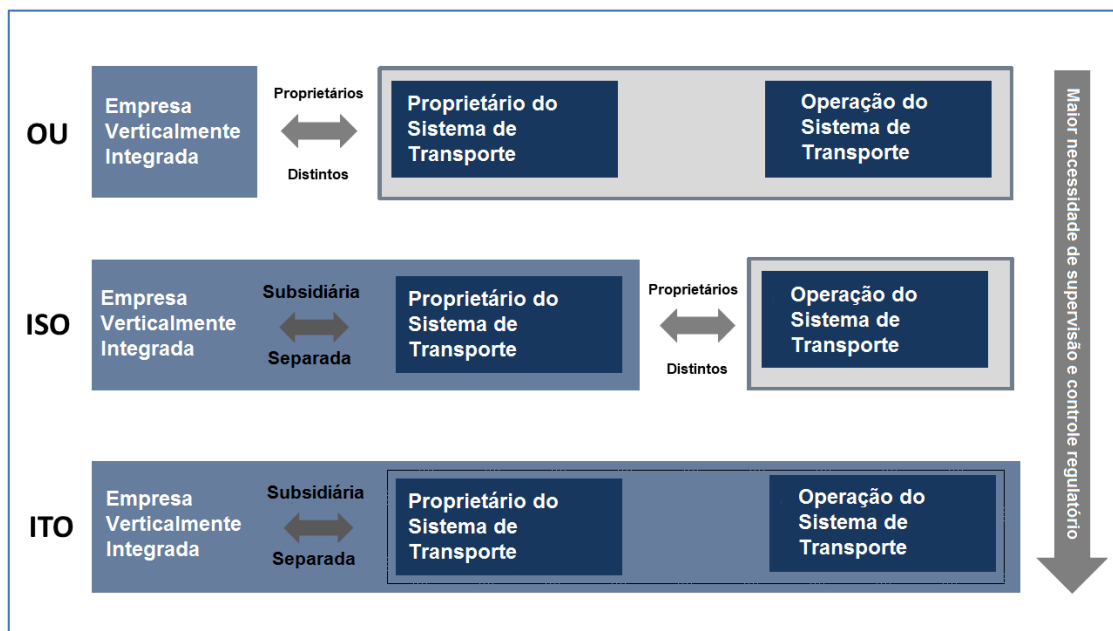 OU
Empresa
Verticalmente
Integrada
Proprietários
Distintos
Proprietário do
Sistema de
Transporte
Operação do
Sistema de
Transporte
ISO
Empresa
Verticalmente
Integrada
Subsidiária
Separada
Proprietário do
Sistema de
Transporte
Proprietários
Distintos
Operação do
Sistema de
Transporte
ITO
Empresa
Verticalmente
Integrada
Subsidiária
Separada
Proprietário do
Sistema de
Transporte
Operação do
Sistema de
Transporte
Maior necessidade de supervisão e controle regulatório